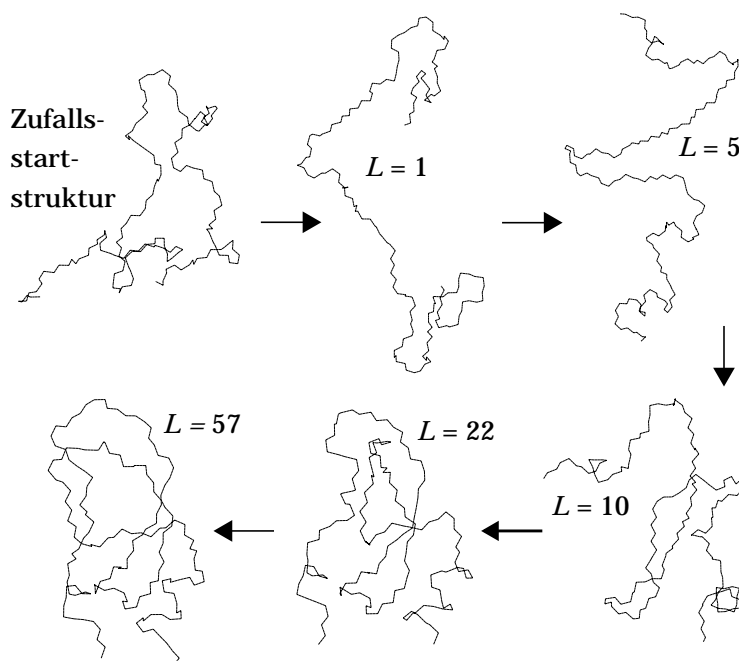 Zufalls-
start-
struktur
L = 1
L = 5
L = 10
L = 22
L = 57